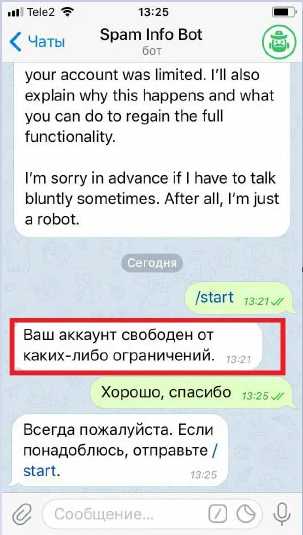 Tele2
13:25
Чаты
Spam Info Bot
бот
your account was limited. I'll also
explain why this happens and what
you can do to regain the full
functionality.
I'm sorry in advance if I have to talk
bluntly sometimes. After all, I'm just
a robot.
Сегодня
/start 13:21
Ваш аккаунт свободен от
каких-либо ограничений. 13:21
Хорошо, спасибо 13:25
Всегда пожалуйста. Если
понадоблюсь, отправьте /
start. 13:25
Сообщение...